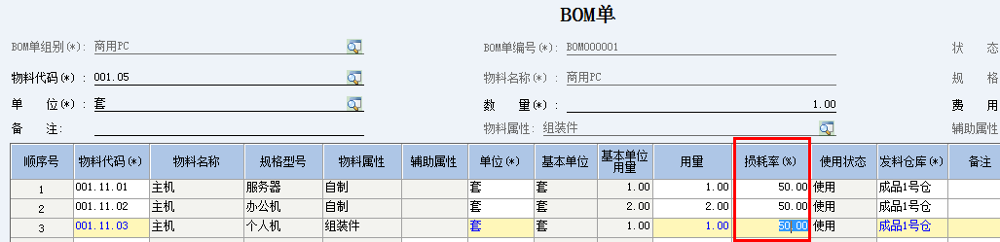 BOM单
BOM单组别(*): 商用PC BOM单编号(*): BOM000001 状 态
物料代码(*): 001.05 物料名称(*): 商用PC 规 格
单 位(*): 套 数 量(*): 1.00 费 用
备 注: 物料属性: 组装件 辅助属性
顺序号 物料代码(*) 物料名称 规格型号 物料属性 辅助属性 单位(*) 基本单位 基本单位用量 用量 损耗率(%) 使用状态 发料仓库(*) 备注
1 001.11.01 主机 服务器 自制 套 套 1.00 1.00 50.00 使用 成品1号仓
2 001.11.02 主机 办公机 自制 套 套 2.00 2.00 50.00 使用 成品1号仓
3 001.11.03 主机 个人机 组装件 套 套 1.00 1.00 50.00 使用 成品1号仓